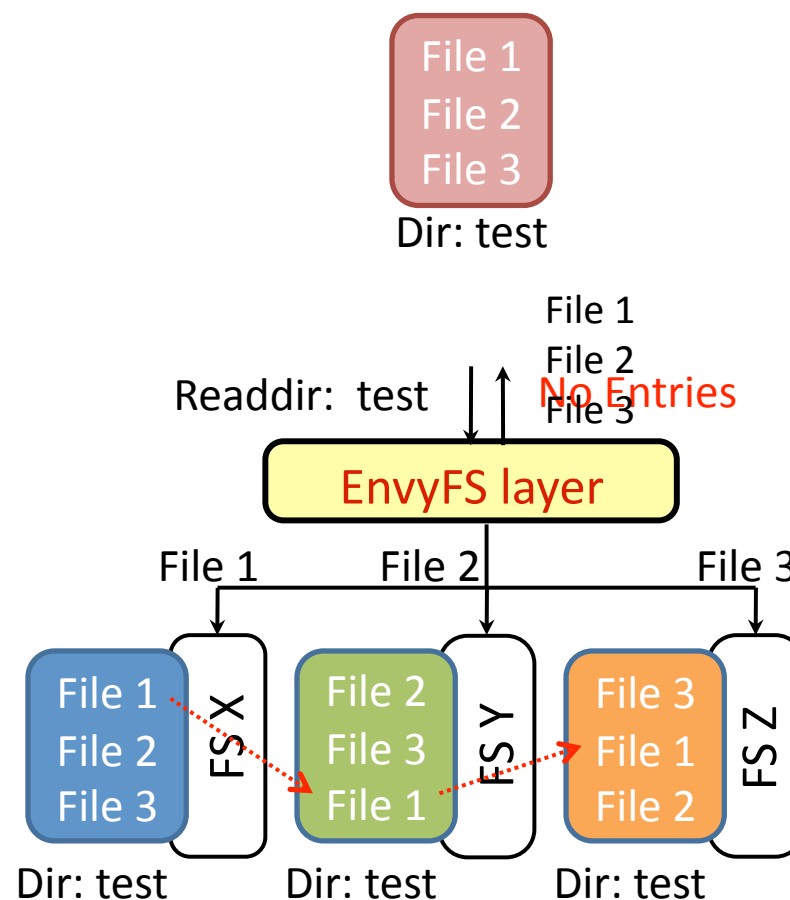 File 1
File 2
File 3
Dir: test
File 1
File 2
File 3
Readdir: test
No Entries
EnvyFS layer
File 1
File 2
File 3
File 1
File 2
File 3
FS X
Dir: test
File 2
File 3
File 1
FS Y
Dir: test
File 3
File 1
File 2
FS Z
Dir: test